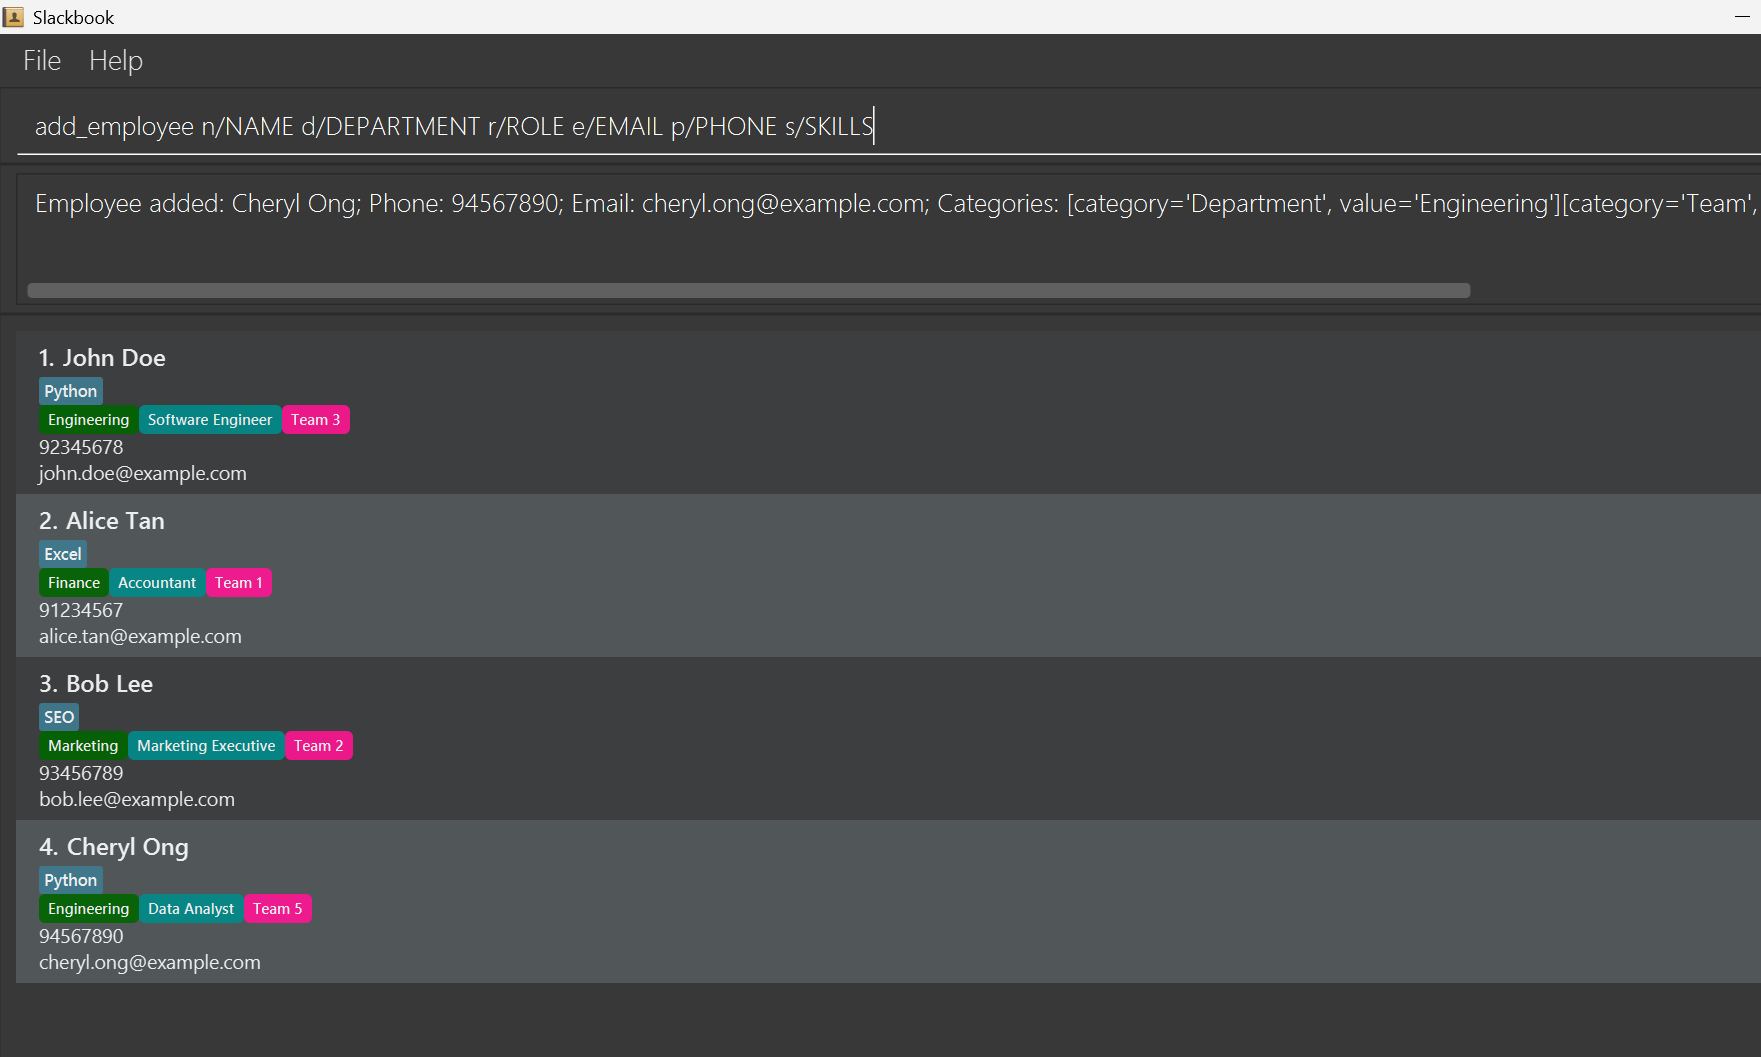 Slackbook
File Help
add_employee n/NAME d/DEPARTMENT r/ROLE e/EMAIL p/PHONE s/SKILLS
Employee added: Cheryl Ong; Phone: 94567890; Email: cheryl.ong@example.com; Categories: [category='Department', value='Engineering'][category='Team',
1. John Doe
Python
Engineering Software Engineer Team 3
92345678
john.doe@example.com
2. Alice Tan
Excel
Finance Accountant Team 1
91234567
alice.tan@example.com
3. Bob Lee
SEO
Marketing Marketing Executive Team 2
93456789
bob.lee@example.com
4. Cheryl Ong
Python
Engineering Data Analyst Team 5
94567890
cheryl.ong@example.com